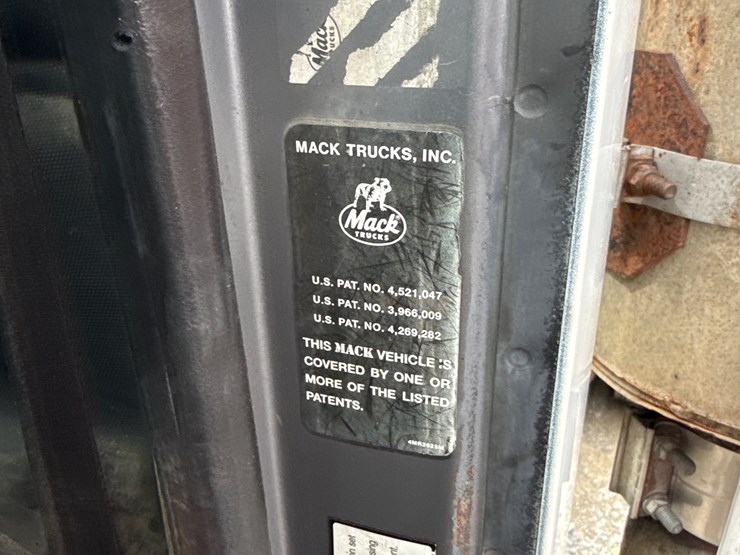 Mack
MACK TRUCKS, INC.
Mack
TRUCKS
U.S. PAT. NO. 4,521,047
U.S. PAT. NO. 3,966,009
U.S. PAT. NO. 4,269,282
THIS MACK VEHICLE IS
COVERED BY ONE OR
MORE OF THE LISTED
PATENTS.